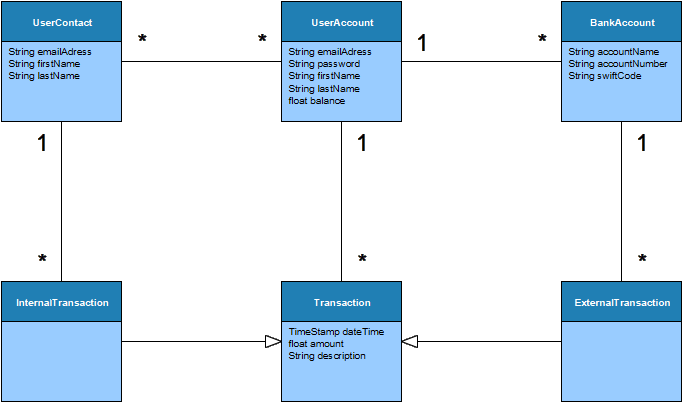 UserContact
String emailAdress
String firstName
String lastName
*
*
UserAccount
String emailAdress
String password
String firstName
String lastName
float balance
1
*
BankAccount
String accountName
String accountNumber
String swiftCode
1
1
1
*
*
*
InternalTransaction
Transaction
TimeStamp dateTime
float amount
String description
ExternalTransaction